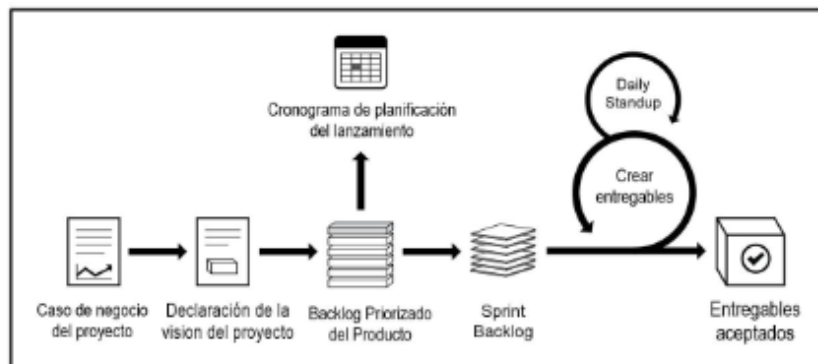 Cronograma de planificación
del lanzamiento
Daily
Standup
Crear
entregables
Caso de negocio
del proyecto
Declaración de la
vision del proyecto
Backlog Priorizado
del Producto
Sprint
Backlog
Entregables
aceptados